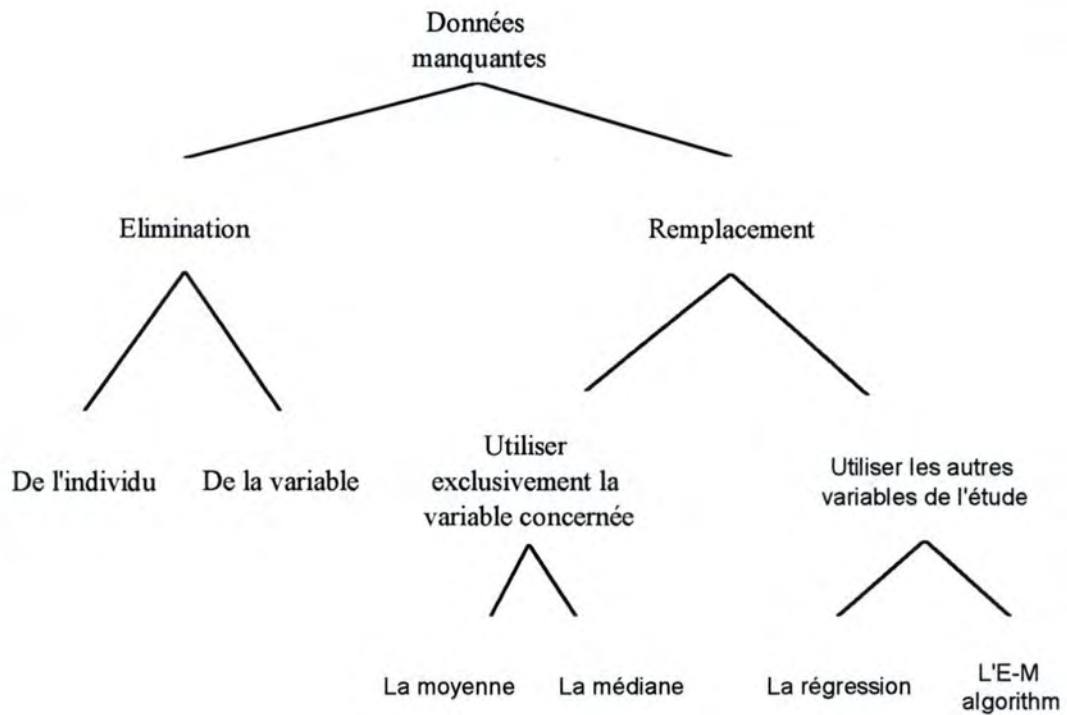 Données
manquantes
Elimination
Remplacement
De l'individu
De la variable
Utiliser
exclusivement la
variable concernée
Utiliser les autres
variables de l'étude
La moyenne
La médiane
La régression
L'E-M
algorithm